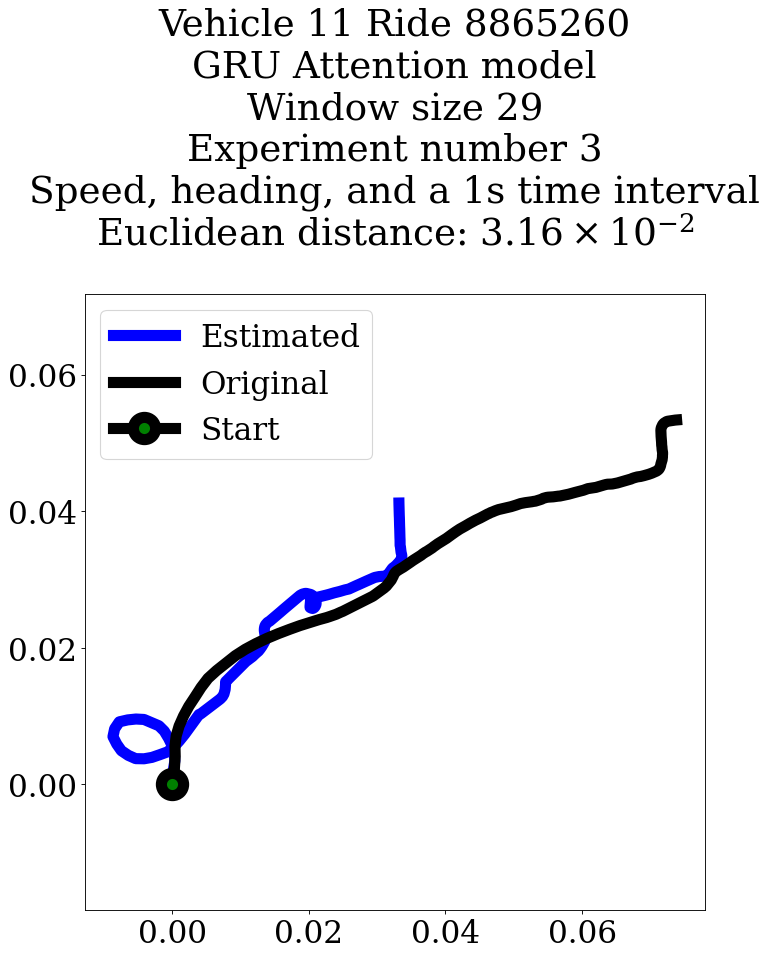 Vehicle 11 Ride 8865260
GRU Attention model
Window size 29
Experiment number 3
Speed, heading, and a 1s time interval
Euclidean distance: 3.16 × 10⁻²
Estimated
Original
Start
0.06
0.04
0.02
0.00
0.00 0.02 0.04 0.06